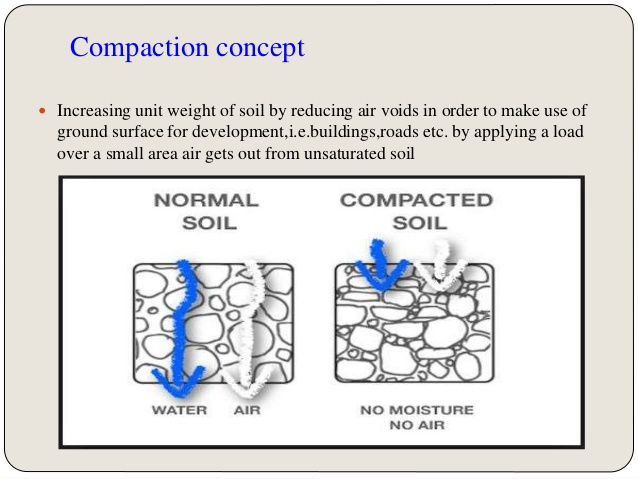 Compaction concept
Increasing unit weight of soil by reducing air voids in order to make use of
ground surface for development,i.e.buildings,roads etc. by applying a load
over a small area air gets out from unsaturated soil
NORMAL
SOIL
COMPACTED
SOIL
WATER AIR
NO MOISTURE
NO AIR